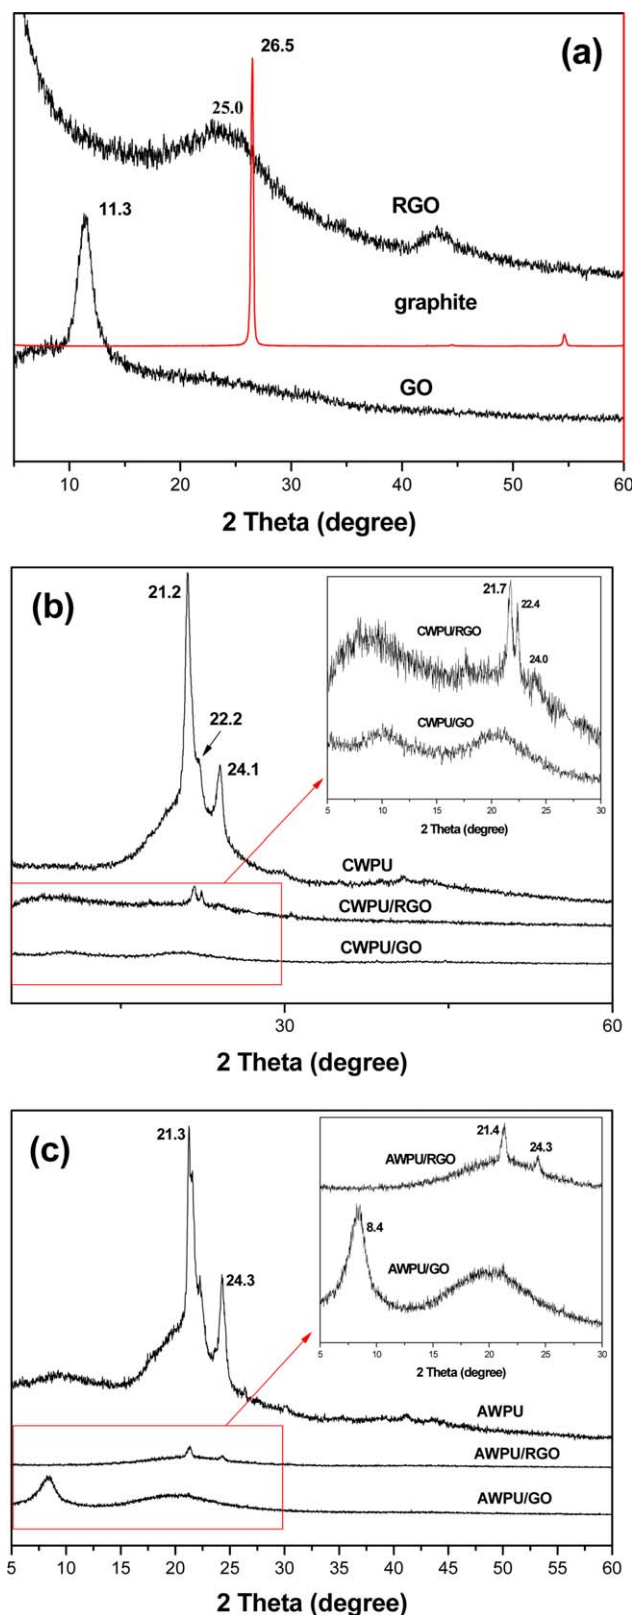 (a)
26.5
25.0
11.3
RGO
graphite
GO
10 20 30 40 50 60
2 Theta (degree)
(b)
21.2
22.2
24.1
21.7
22.4
24.0
CWPU/RGO
CWPU/GO
5 10 15 20 25 30
2 Theta (degree)
CWPU
CWPU/RGO
CWPU/GO
30 60
2 Theta (degree)
(c)
21.3
24.3
21.4
24.3
AWPU/RGO
8.4
AWPU/GO
5 10 15 20 25 30
2 Theta (degree)
AWPU
AWPU/RGO
AWPU/GO
5 10 15 20 25 30 35 40 45 50 55 60
2 Theta (degree)